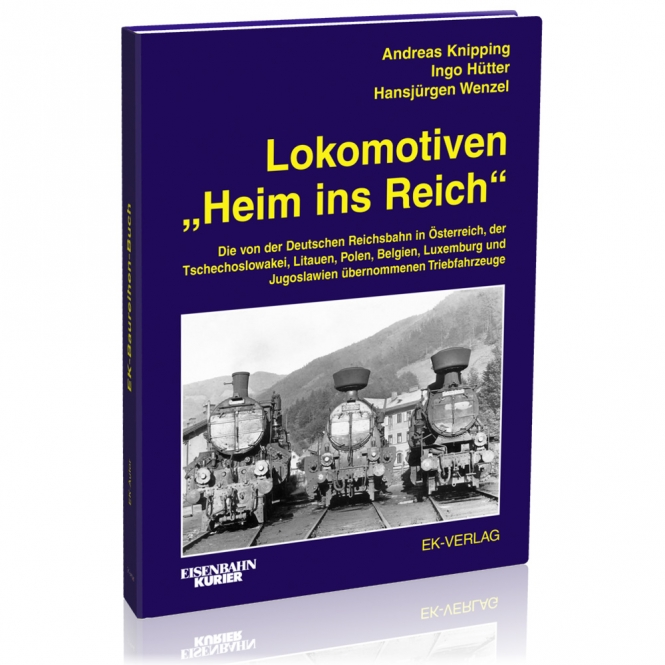 Andreas Knipping
Ingo Hütter
Hansjürgen Wenzel
Lokomotiven
„Heim ins Reich“
Die von der Deutschen Reichsbahn in Österreich, der
Tschechoslowakei, Litauen, Polen, Belgien, Luxemburg und
Jugoslawien übernommenen Triebfahrzeuge
EK-VERLAG
EISENBAHN
KURIER
EK-Baureihen-Buch